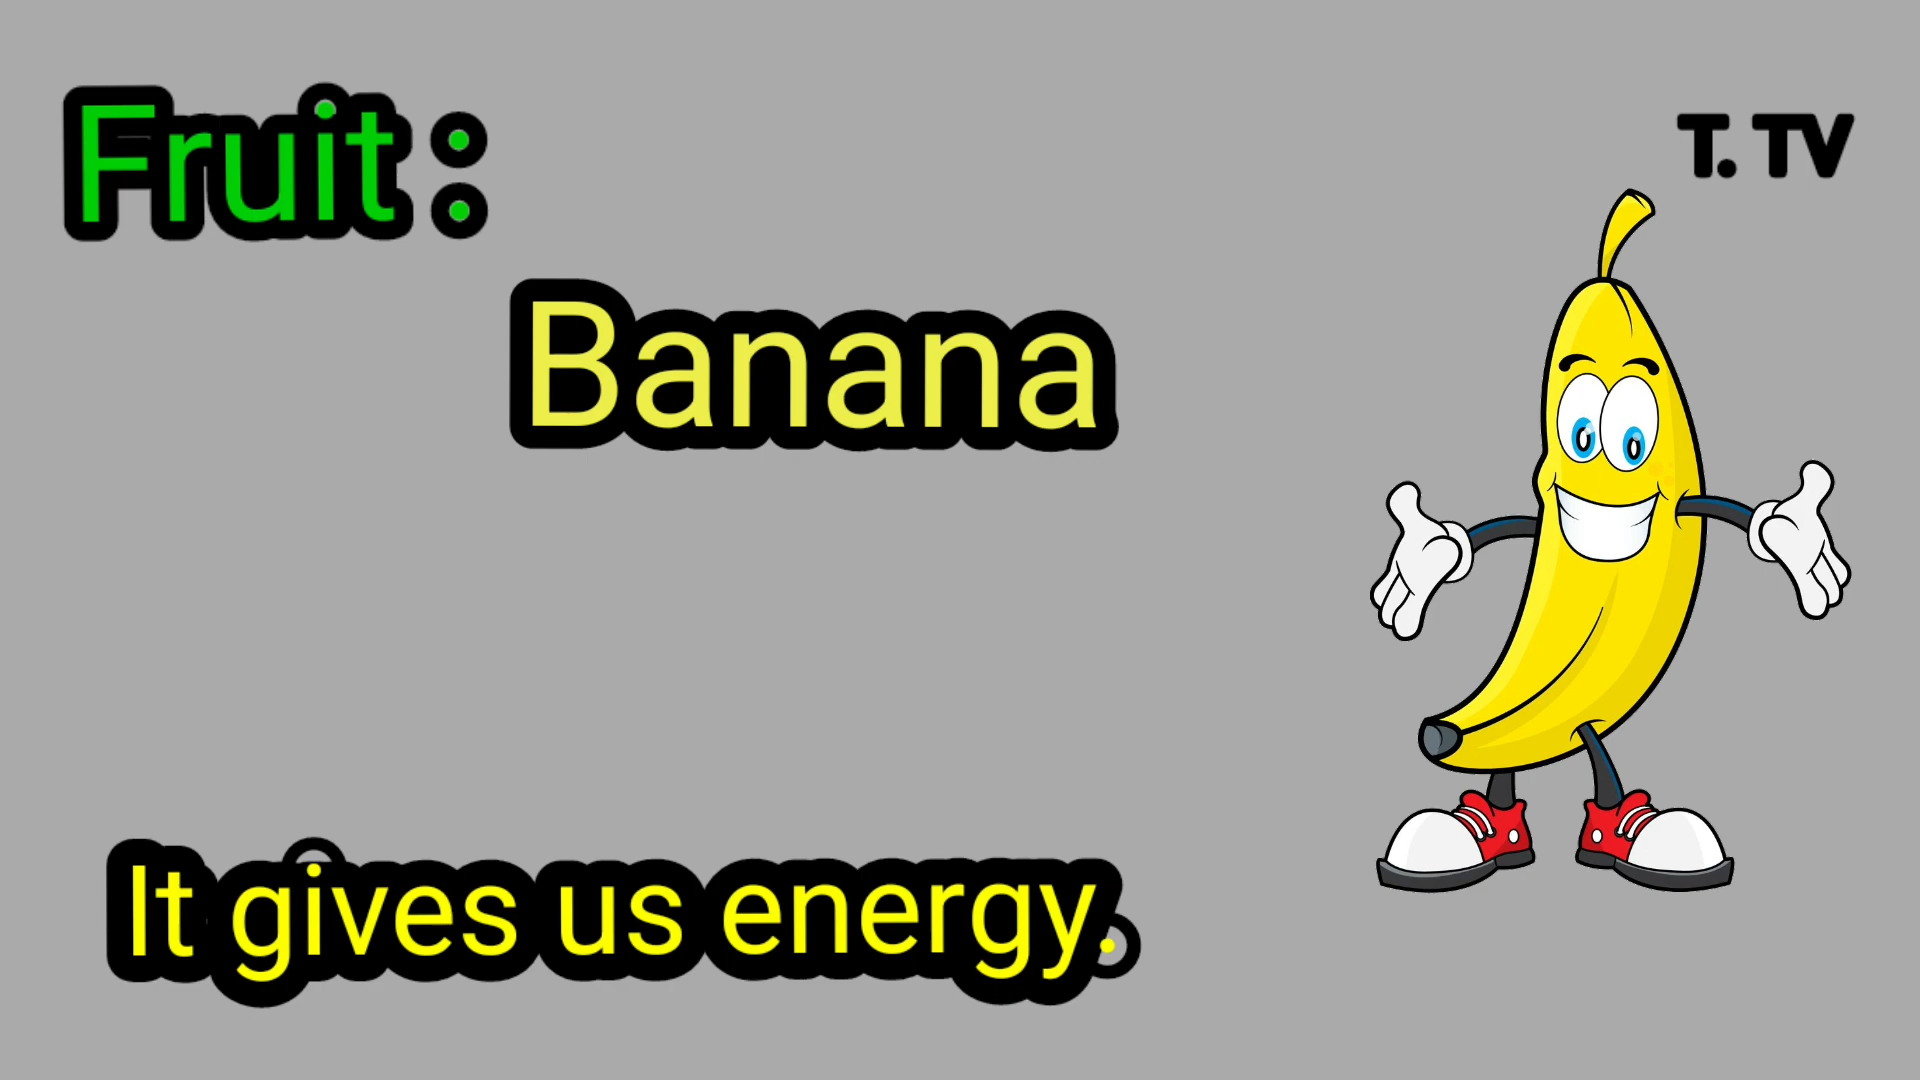 Fruit :
T. TV
Banana
It gives us energy.